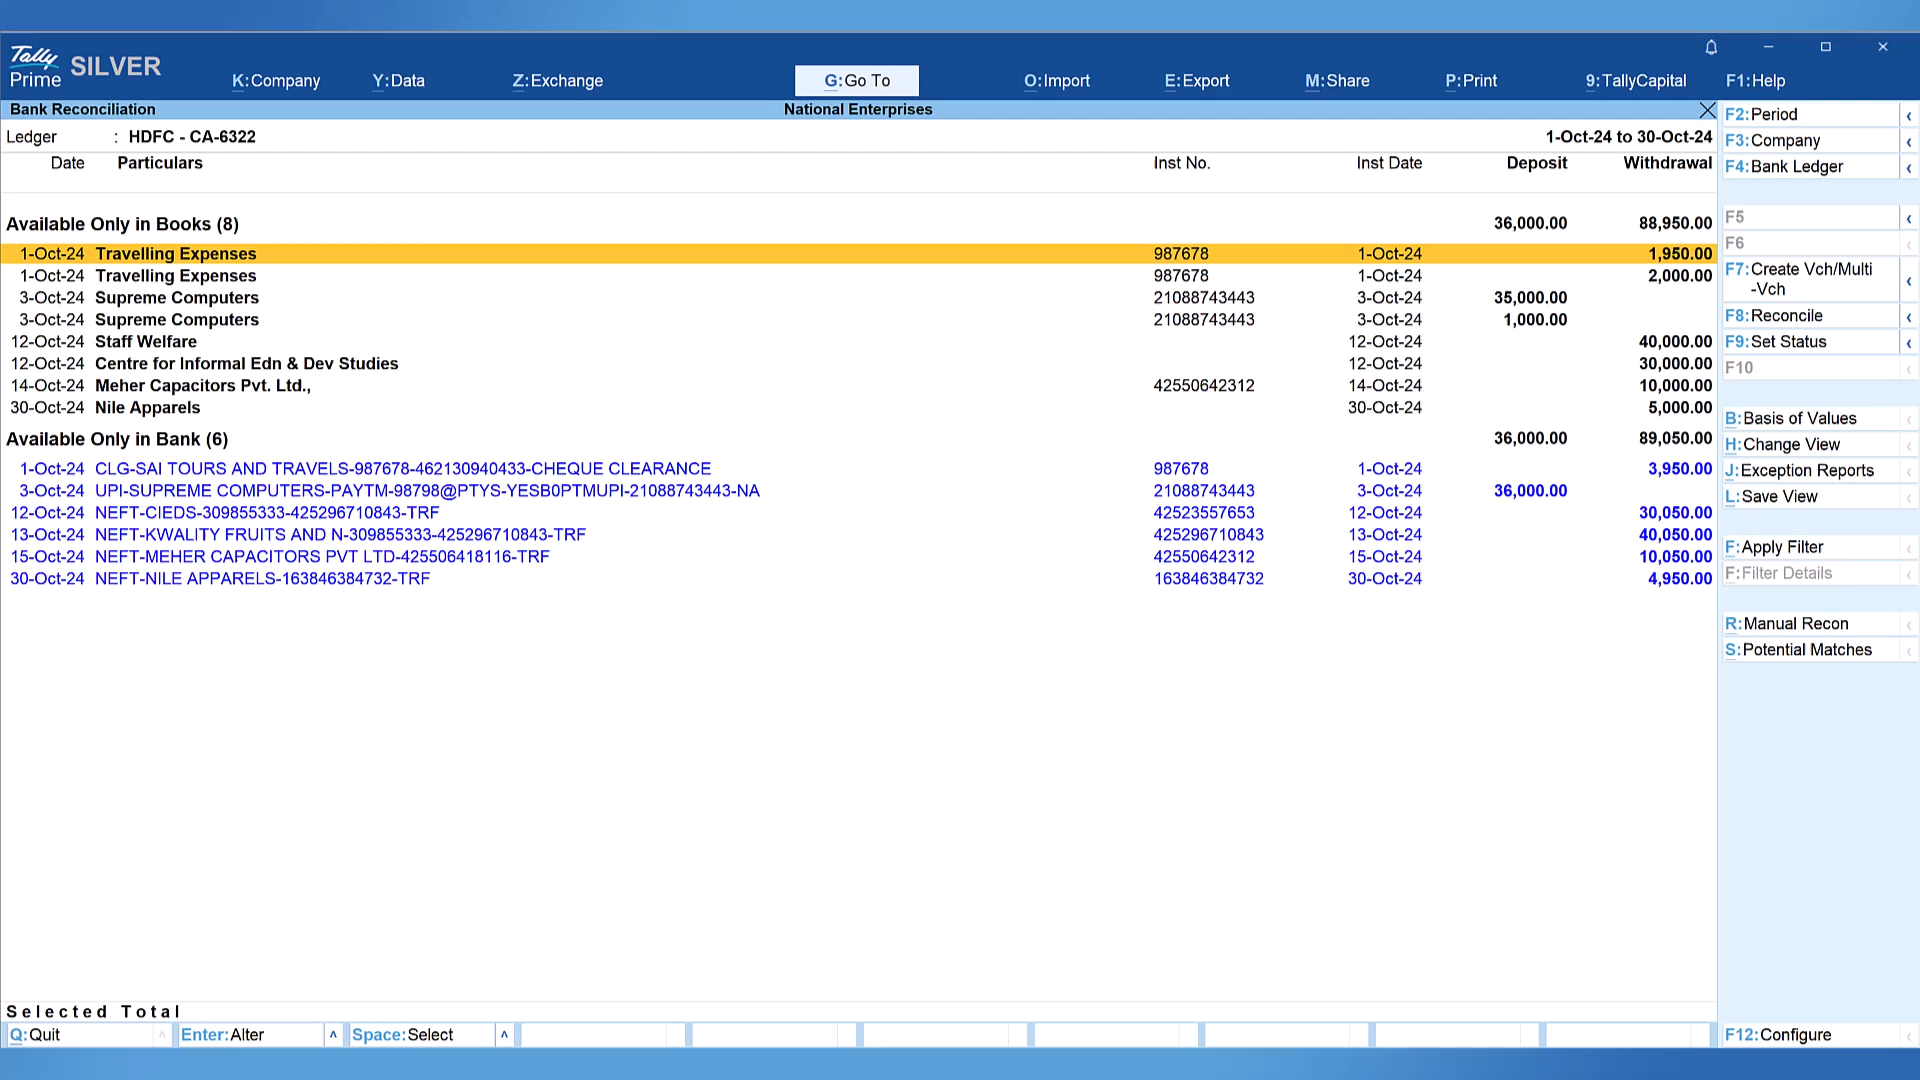 Tally
Prime SILVER
K:Company Y:Data Z:Exchange G:Go To O:Import E:Export M:Share P:Print 9:TallyCapital F1:Help
Bank Reconciliation National Enterprises
Ledger : HDFC - CA-6322 1-Oct-24 to 30-Oct-24
Date Particulars Inst No. Inst Date Deposit Withdrawal
Available Only in Books (8) 36,000.00 88,950.00
1-Oct-24 Travelling Expenses 987678 1-Oct-24 1,950.00
1-Oct-24 Travelling Expenses 987678 1-Oct-24 2,000.00
3-Oct-24 Supreme Computers 21088743443 3-Oct-24 35,000.00
3-Oct-24 Supreme Computers 21088743443 3-Oct-24 1,000.00
12-Oct-24 Staff Welfare 12-Oct-24 40,000.00
12-Oct-24 Centre for Informal Edn & Dev Studies 12-Oct-24 30,000.00
14-Oct-24 Meher Capacitors Pvt. Ltd., 42550642312 14-Oct-24 10,000.00
30-Oct-24 Nile Apparels 30-Oct-24 5,000.00
Available Only in Bank (6) 36,000.00 89,050.00
1-Oct-24 CLG-SAI TOURS AND TRAVELS-987678-462130940433-CHEQUE CLEARANCE 987678 1-Oct-24 3,950.00
3-Oct-24 UPI-SUPREME COMPUTERS-PAYTM-98798@PTYS-YESB0PTMUPI-21088743443-NA 21088743443 3-Oct-24 36,000.00
12-Oct-24 NEFT-CIEDS-309855333-425296710843-TRF 42523557653 12-Oct-24 30,050.00
13-Oct-24 NEFT-KWALITY FRUITS AND N-309855333-425296710843-TRF 425296710843 13-Oct-24 40,050.00
15-Oct-24 NEFT-MEHER CAPACITORS PVT LTD-425506418116-TRF 42550642312 15-Oct-24 10,050.00
30-Oct-24 NEFT-NILE APPARELS-163846384732-TRF 163846384732 30-Oct-24 4,950.00
Selected Total
Q:Quit Enter:Alter Space:Select
F2:Period
F3:Company
F4:Bank Ledger
F5
F6
F7:Create Vch/Multi
-Vch
F8:Reconcile
F9:Set Status
F10
B:Basis of Values
H:Change View
J:Exception Reports
L:Save View
F:Apply Filter
F:Filter Details
R:Manual Recon
S:Potential Matches
F12:Configure